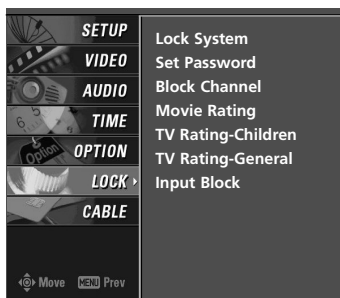 SETUP
VIDEO
AUDIO
TIME
OPTION
LOCK
CABLE
Lock System
Set Password
Block Channel
Movie Rating
TV Rating-Children
TV Rating-General
Input Block
Move MENU Prev